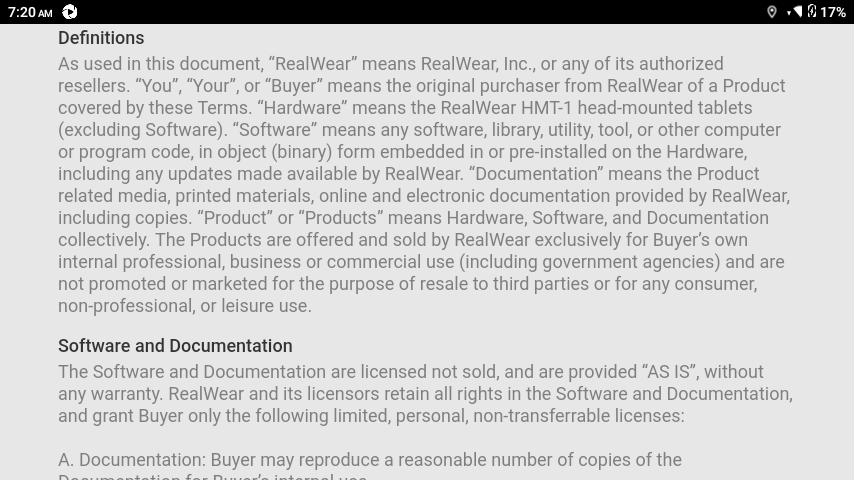 7:20 AM 17%
Definitions
As used in this document, “RealWear” means RealWear, Inc., or any of its authorized
resellers. “You”, “Your”, or “Buyer” means the original purchaser from RealWear of a Product
covered by these Terms. “Hardware” means the RealWear HMT-1 head-mounted tablets
(excluding Software). “Software” means any software, library, utility, tool, or other computer
or program code, in object (binary) form embedded in or pre-installed on the Hardware,
including any updates made available by RealWear. “Documentation” means the Product
related media, printed materials, online and electronic documentation provided by RealWear,
including copies. “Product” or “Products” means Hardware, Software, and Documentation
collectively. The Products are offered and sold by RealWear exclusively for Buyer’s own
internal professional, business or commercial use (including government agencies) and are
not promoted or marketed for the purpose of resale to third parties or for any consumer,
non-professional, or leisure use.
Software and Documentation
The Software and Documentation are licensed not sold, and are provided “AS IS”, without
any warranty. RealWear and its licensors retain all rights in the Software and Documentation,
and grant Buyer only the following limited, personal, non-transferrable licenses:
A. Documentation: Buyer may reproduce a reasonable number of copies of the
Documentation for Buyer’s internal use